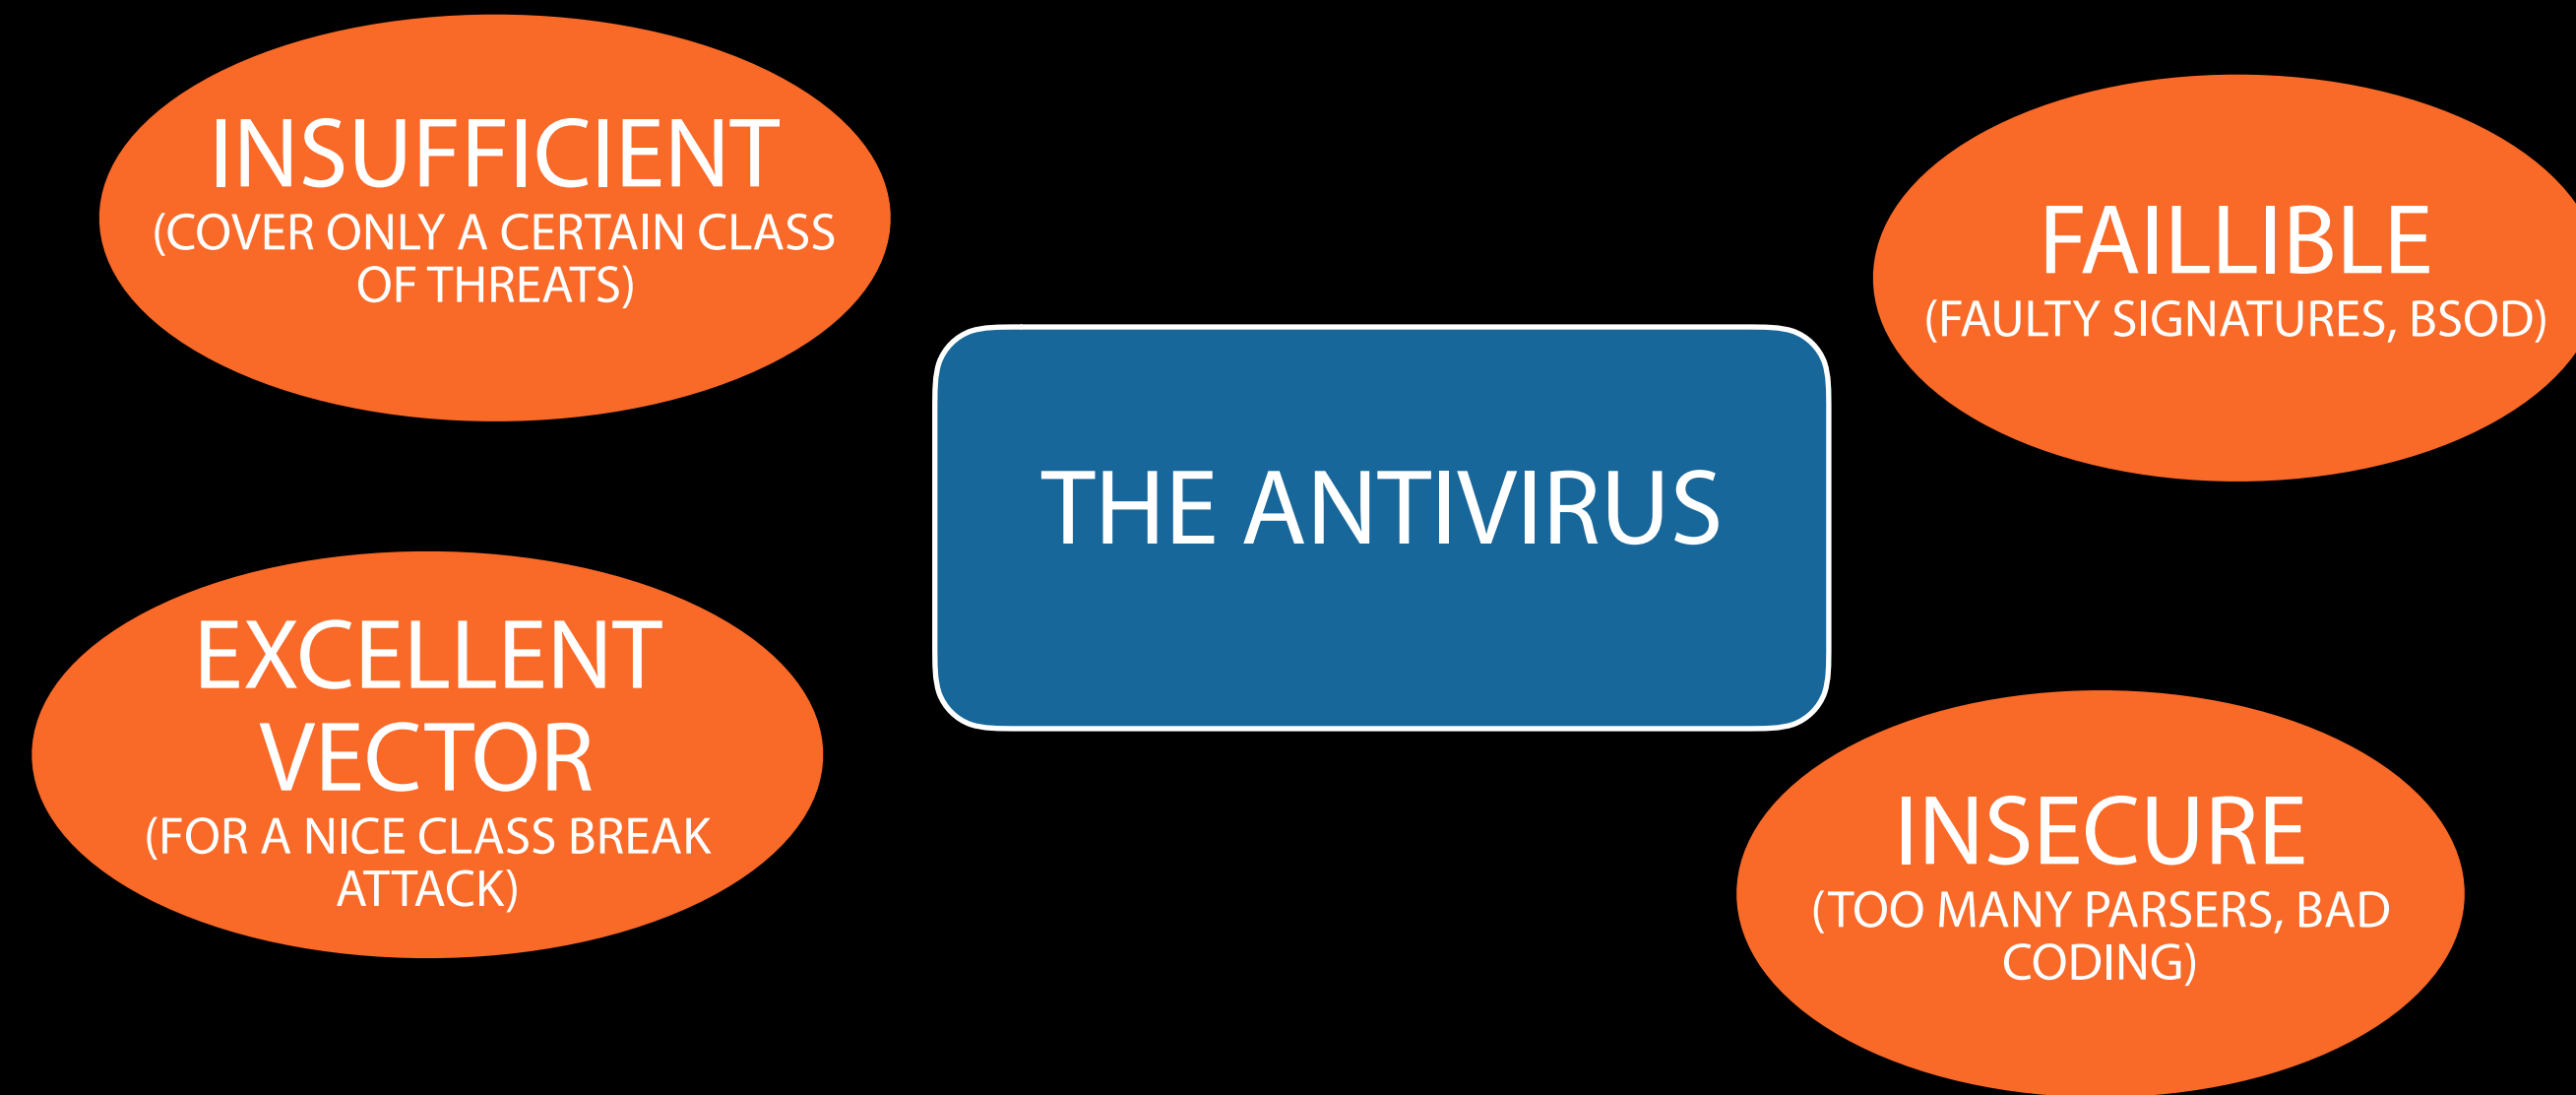 INSUFFICIENT
(COVER ONLY A CERTAIN CLASS
OF THREATS)
FAILLIBLE
(FAULTY SIGNATURES, BSOD)
THE ANTIVIRUS
EXCELLENT
VECTOR
(FOR A NICE CLASS BREAK
ATTACK)
INSECURE
(TOO MANY PARSERS, BAD
CODING)